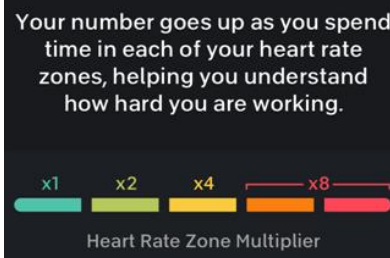 Your number goes up as you spend
time in each of your heart rate
zones, helping you understand
how hard you are working.
x1 x2 x4 x8
Heart Rate Zone Multiplier